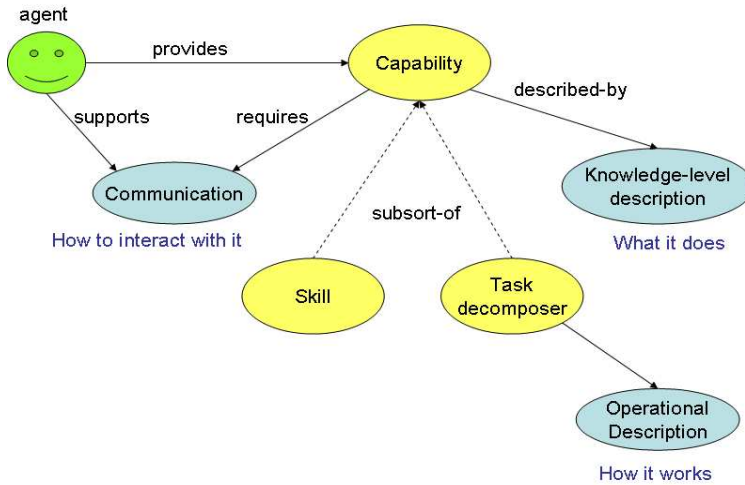 agent
provides
Capability
described-by
supports
requires
Communication
Knowledge-level
description
How to interact with it
subsort-of
What it does
Skill
Task
decomposer
Operational
Description
How it works